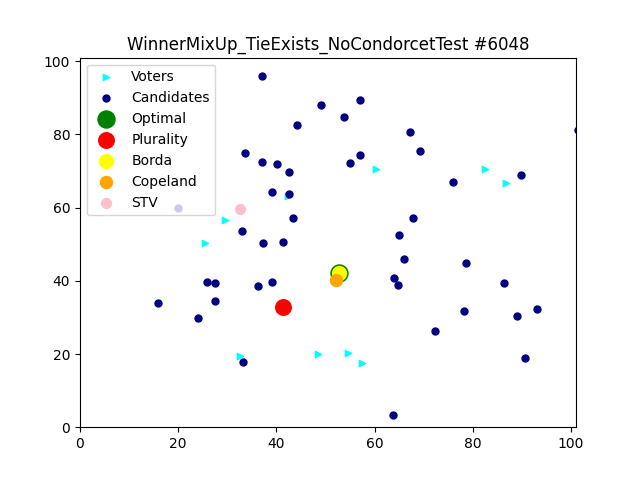 WinnerMixUp_TieExists_NoCondorcetTest #6048
Voters
Candidates
Optimal
Plurality
Borda
Copeland
STV
100
80
60
40
20
0
0 20 40 60 80 100